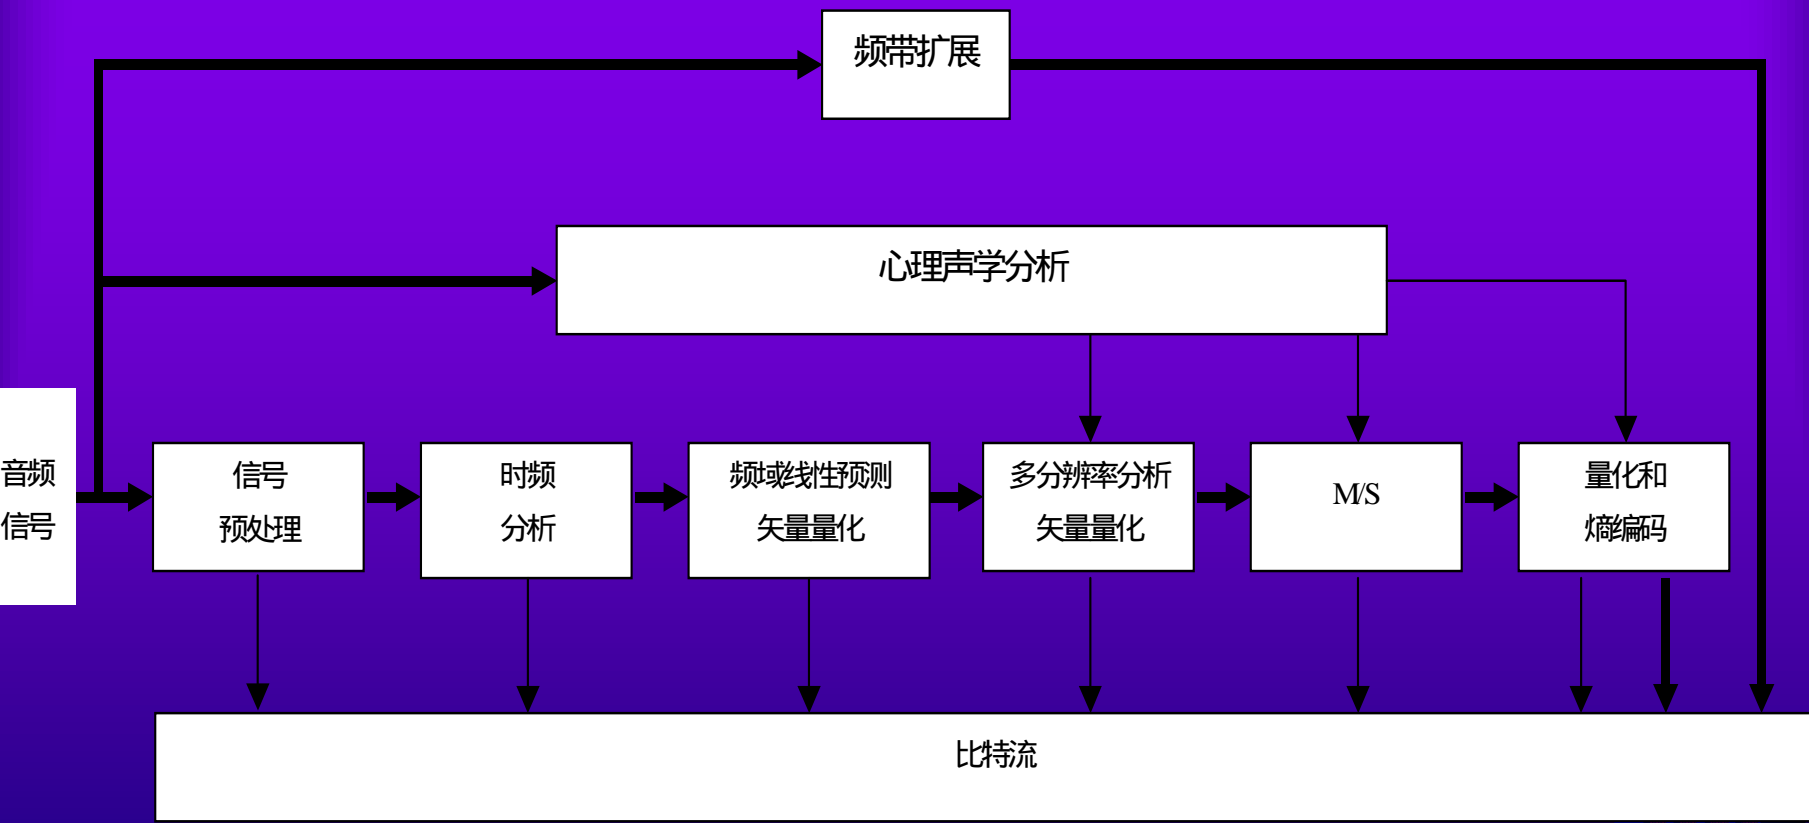 频带扩展
心理声学分析
音频
信号
信号
预处理
时频
分析
频域线性预测
矢量量化
多分辨率分析
矢量量化
M/S
量化和
熵编码
比特流